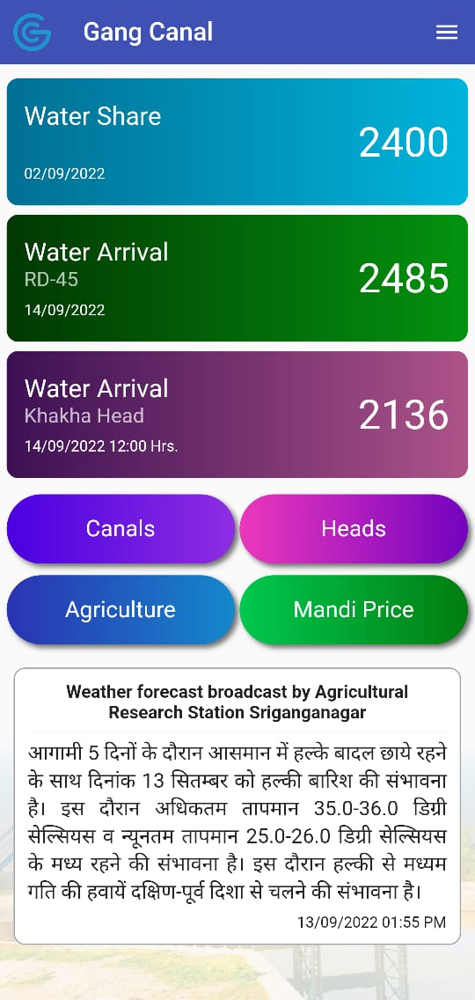 Gang Canal
Water Share
2400
02/09/2022
Water Arrival
RD-45
2485
14/09/2022
Water Arrival
Khakha Head
2136
14/09/2022 12:00 Hrs.
Canals
Heads
Agriculture
Mandi Price
Weather forecast broadcast by Agricultural
Research Station Sriganganagar
आगामी 5 दिनों के दौरान आसमान में हल्के बादल छाये रहने
के साथ दिनांक 13 सितम्बर को हल्की बारिश की संभावना
है। इस दौरान अधिकतम तापमान 35.0-36.0 डिग्री
सेल्सियस व न्यूनतम तापमान 25.0-26.0 डिग्री सेल्सियस
के मध्य रहने की संभावना है। इस दौरान हल्की से मध्यम
गति की हवायें दक्षिण-पूर्व दिशा से चलने की संभावना है।
13/09/2022 01:55 PM